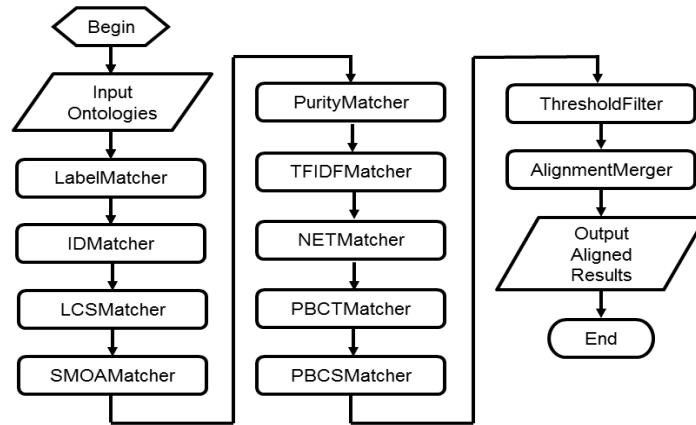 Begin
Input
Ontologies
LabelMatcher
IDMatcher
LCSMatcher
SMOAMatcher
PurityMatcher
TFIDFMatcher
NETMatcher
PBCTMatcher
PBCSMatcher
ThresholdFilter
AlignmentMerger
Output
Aligned
Results
End